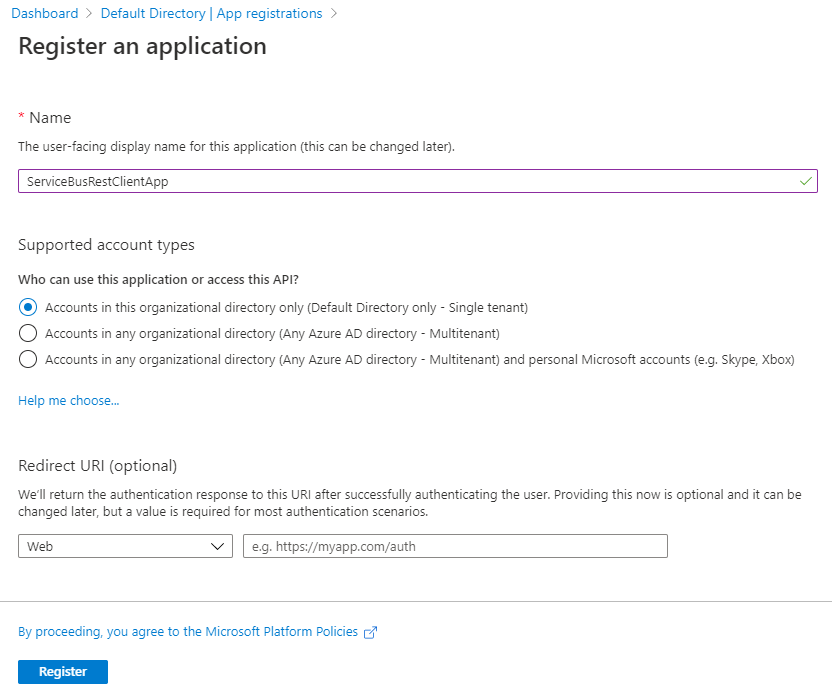 Dashboard > Default Directory | App registrations >
Register an application
* Name
The user-facing display name for this application (this can be changed later).
ServiceBusRestClientApp
Supported account types
Who can use this application or access this API?
Accounts in this organizational directory only (Default Directory only - Single tenant)
Accounts in any organizational directory (Any Azure AD directory - Multitenant)
Accounts in any organizational directory (Any Azure AD directory - Multitenant) and personal Microsoft accounts (e.g. Skype, Xbox)
Help me choose...
Redirect URI (optional)
We'll return the authentication response to this URI after successfully authenticating the user. Providing this now is optional and it can be
changed later, but a value is required for most authentication scenarios.
Web e.g. https://myapp.com/auth
By proceeding, you agree to the Microsoft Platform Policies
Register